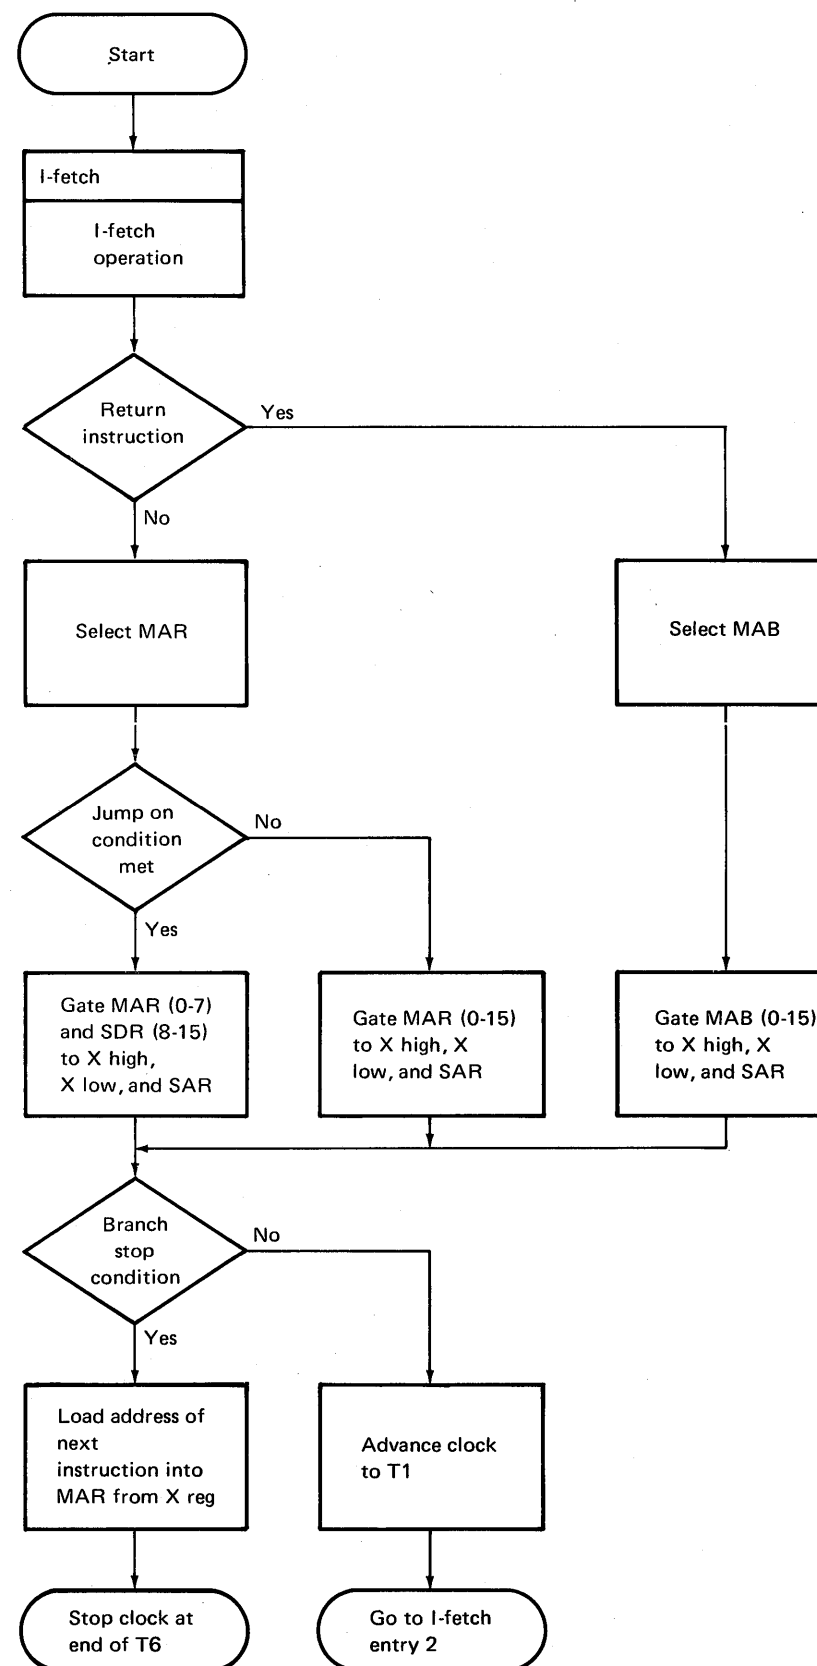 Start
I-fetch
I-fetch
operation
Return
instruction
Yes
No
Select MAR
Select MAB
Jump on
condition
met
No
Yes
Gate MAR (0-7)
and SDR (8-15)
to X high,
X low, and SAR
Gate MAR (0-15)
to X high, X
low, and SAR
Gate MAB (0-15)
to X high, X
low, and SAR
Branch
stop
condition
No
Yes
Load address of
next
instruction into
MAR from X reg
Advance clock
to T1
Stop clock at
end of T6
Go to I-fetch
entry 2